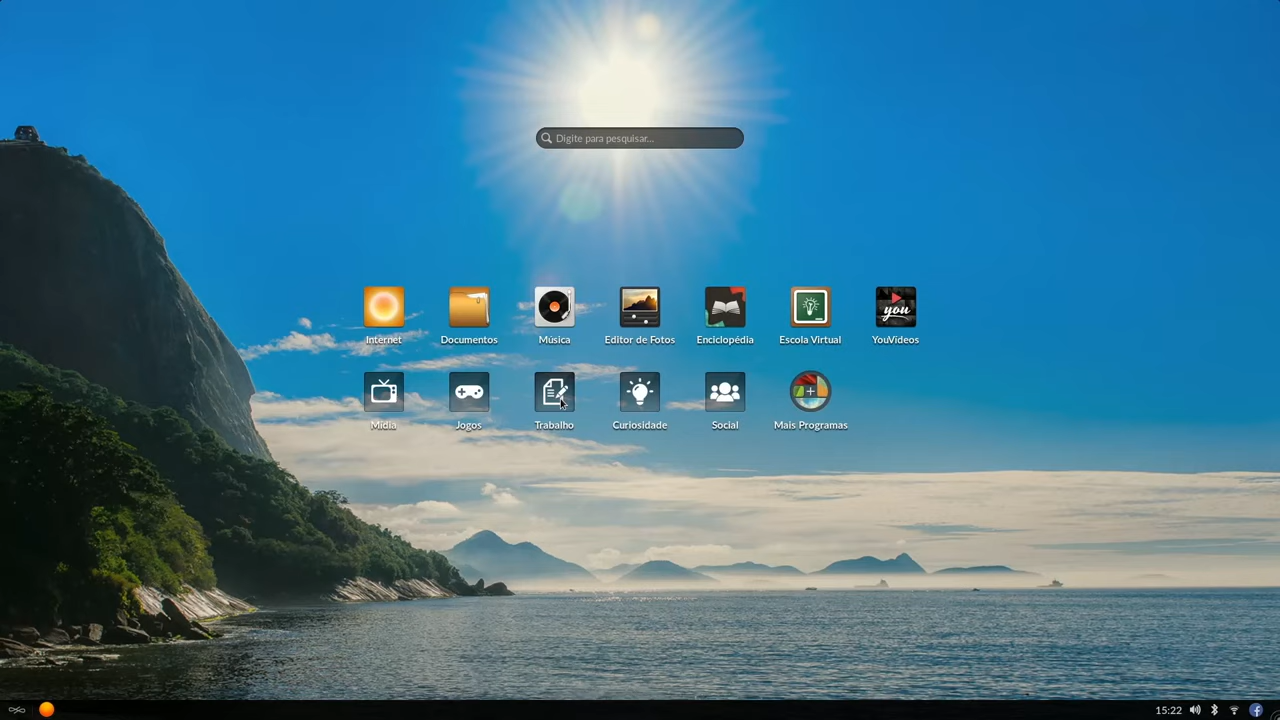 Digite para pesquisar...
Internet
Documentos
Música
Editor de Fotos
Enciclopédia
Escola Virtual
you
YouVídeos
Mídia
Jogos
Trabalho
Curiosidade
Social
Mais Programas
15:22
f